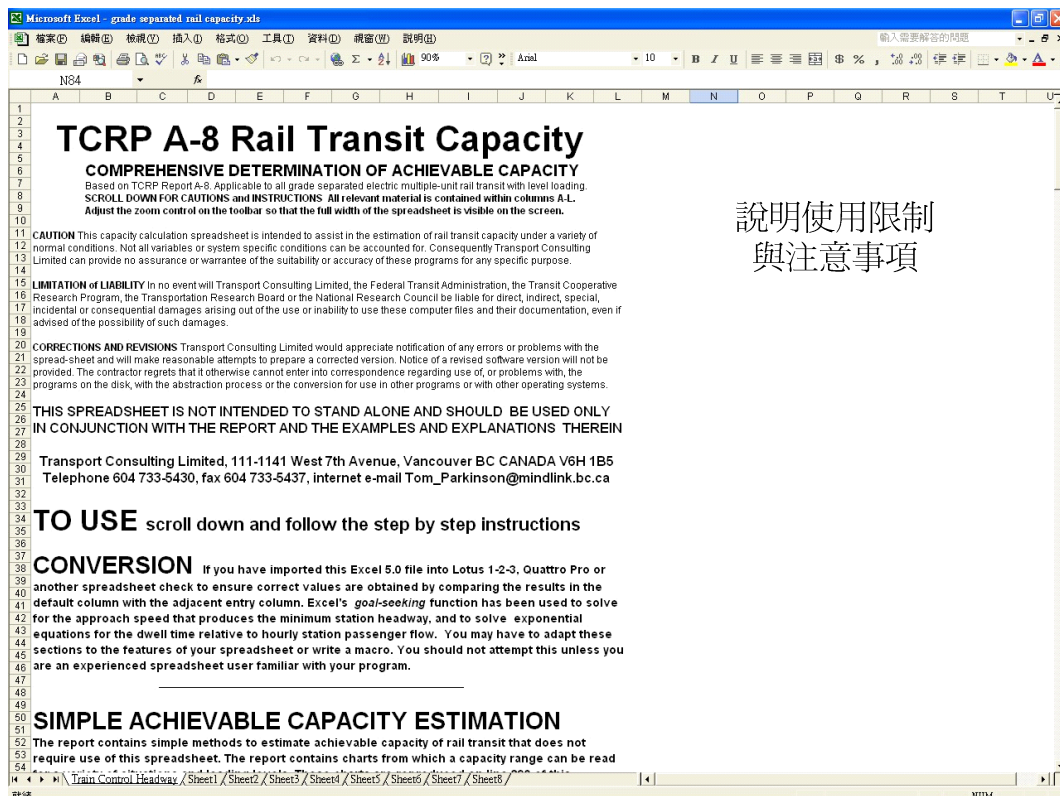 Microsoft Excel - grade separated rail capacity.xls
檔案(F) 編輯(E) 檢視(V) 插入(I) 格式(O) 工具(T) 資料(D) 視窗(W) 說明(H) 輸入需要解答的問題
90% Arial 10 B I U $ % ,
N84 fx
A B C D E F G H I J K L M N O P Q R S T U
TCRP A-8 Rail Transit Capacity
COMPREHENSIVE DETERMINATION OF ACHIEVABLE CAPACITY
Based on TCRP Report A-8. Applicable to all grade separated electric multiple-unit rail transit with level loading.
SCROLL DOWN FOR CAUTIONS and INSTRUCTIONS All relevant material is contained within columns A-L.
Adjust the zoom control on the toolbar so that the full width of the spreadsheet is visible on the screen.
說明使用限制
與注意事項
CAUTION This capacity calculation spreadsheet is intended to assist in the estimation of rail transit capacity under a variety of
normal conditions. Not all variables or system specific conditions can be accounted for. Consequently Transport Consulting
Limited can provide no assurance or warrantee of the suitability or accuracy of these programs for any specific purpose.
LIMITATION of LIABILITY In no event will Transport Consulting Limited, the Federal Transit Administration, the Transit Cooperative
Research Program, the Transportation Research Board or the National Research Council be liable for direct, indirect, special,
incidental or consequential damages arising out of the use or inability to use these computer files and their documentation, even if
advised of the possibility of such damages.
CORRECTIONS AND REVISIONS Transport Consulting Limited would appreciate notification of any errors or problems with the
spread-sheet and will make reasonable attempts to prepare a corrected version. Notice of a revised software version will not be
provided. The contractor regrets that it otherwise cannot enter into correspondence regarding use of, or problems with, the
programs on the disk, with the abstraction process or the conversion for use in other programs or with other operating systems.
THIS SPREADSHEET IS NOT INTENDED TO STAND ALONE AND SHOULD BE USED ONLY
IN CONJUNCTION WITH THE REPORT AND THE EXAMPLES AND EXPLANATIONS THEREIN
Transport Consulting Limited, 111-1141 West 7th Avenue, Vancouver BC CANADA V6H 1B5
Telephone 604 733-5430, fax 604 733-5437, internet e-mail Tom_Parkinson@mindlink.bc.ca
TO USE scroll down and follow the step by step instructions
CONVERSION If you have imported this Excel 5.0 file into Lotus 1-2-3, Quattro Pro or
another spreadsheet check to ensure correct values are obtained by comparing the results in the
default column with the adjacent entry column. Excel's goal-seeking function has been used to solve
for the approach speed that produces the minimum station headway, and to solve exponential
equations for the dwell time relative to hourly station passenger flow. You may have to adapt these
sections to the features of your spreadsheet or write a macro. You should not attempt this unless you
are an experienced spreadsheet user familiar with your program.
SIMPLE ACHIEVABLE CAPACITY ESTIMATION
The report contains simple methods to estimate achievable capacity of rail transit that does not
require use of this spreadsheet. The report contains charts from which a capacity range can be read
Train Control Headway Sheet1 Sheet2 Sheet3 Sheet4 Sheet5 Sheet6 Sheet7 Sheet8